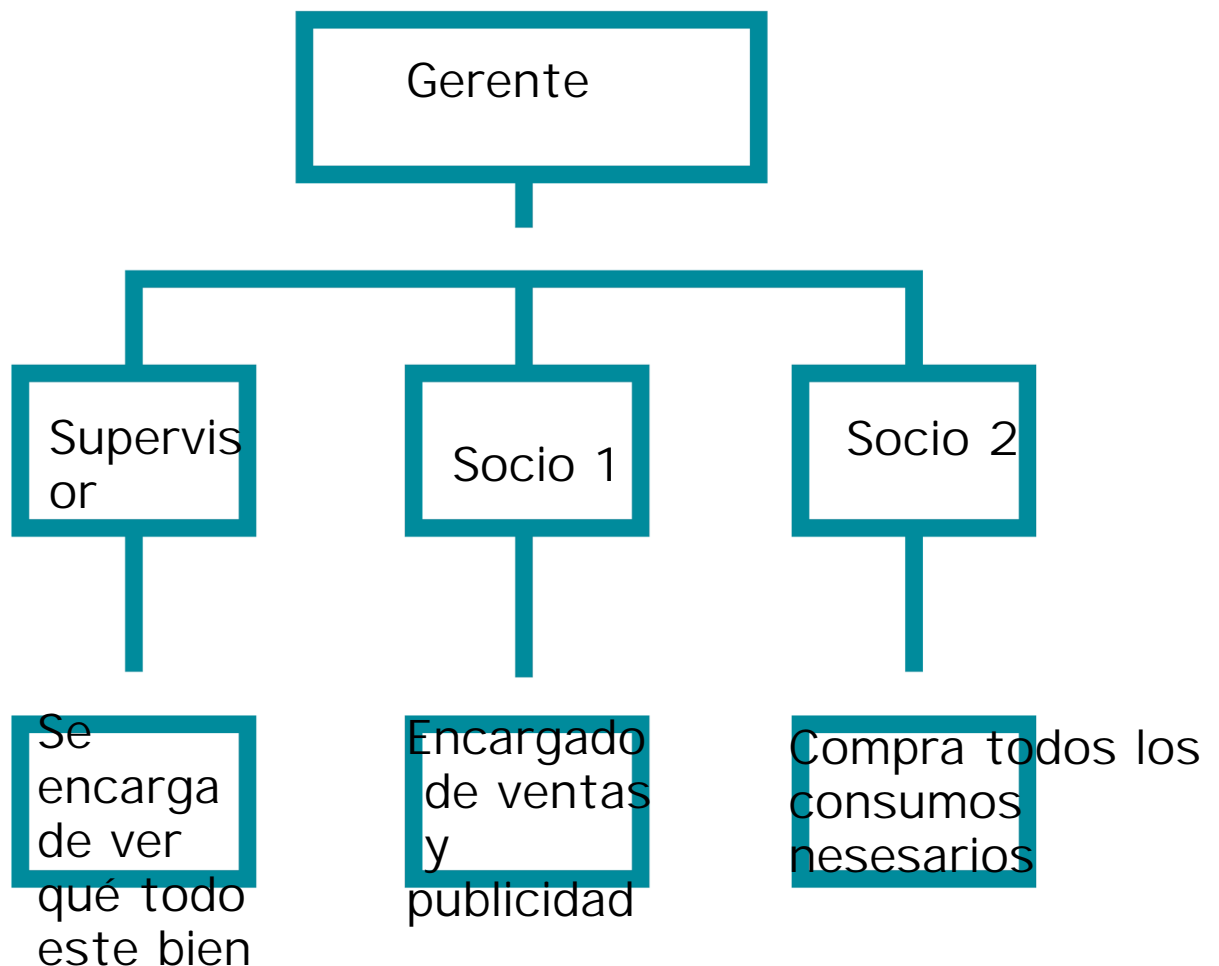 Gerente
Supervis
or
Socio 1
Socio 2
Se
encarga
de ver
qué todo
este bien
Encargado
de ventas
y
publicidad
Compra todos los
consumos
nesesarios